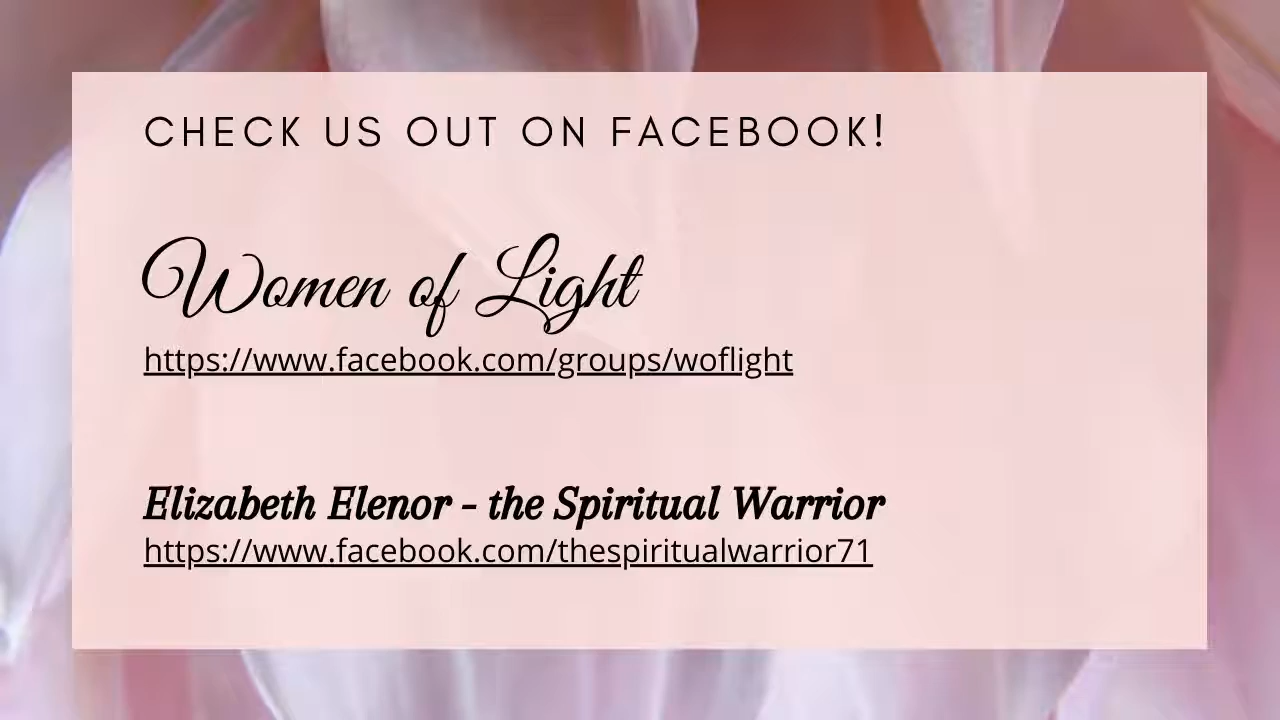 CHECK US OUT ON FACEBOOK!
Women of Light
https://www.facebook.com/groups/woflight
Elizabeth Elenor - the Spiritual Warrior
https://www.facebook.com/thespiritualwarrior71